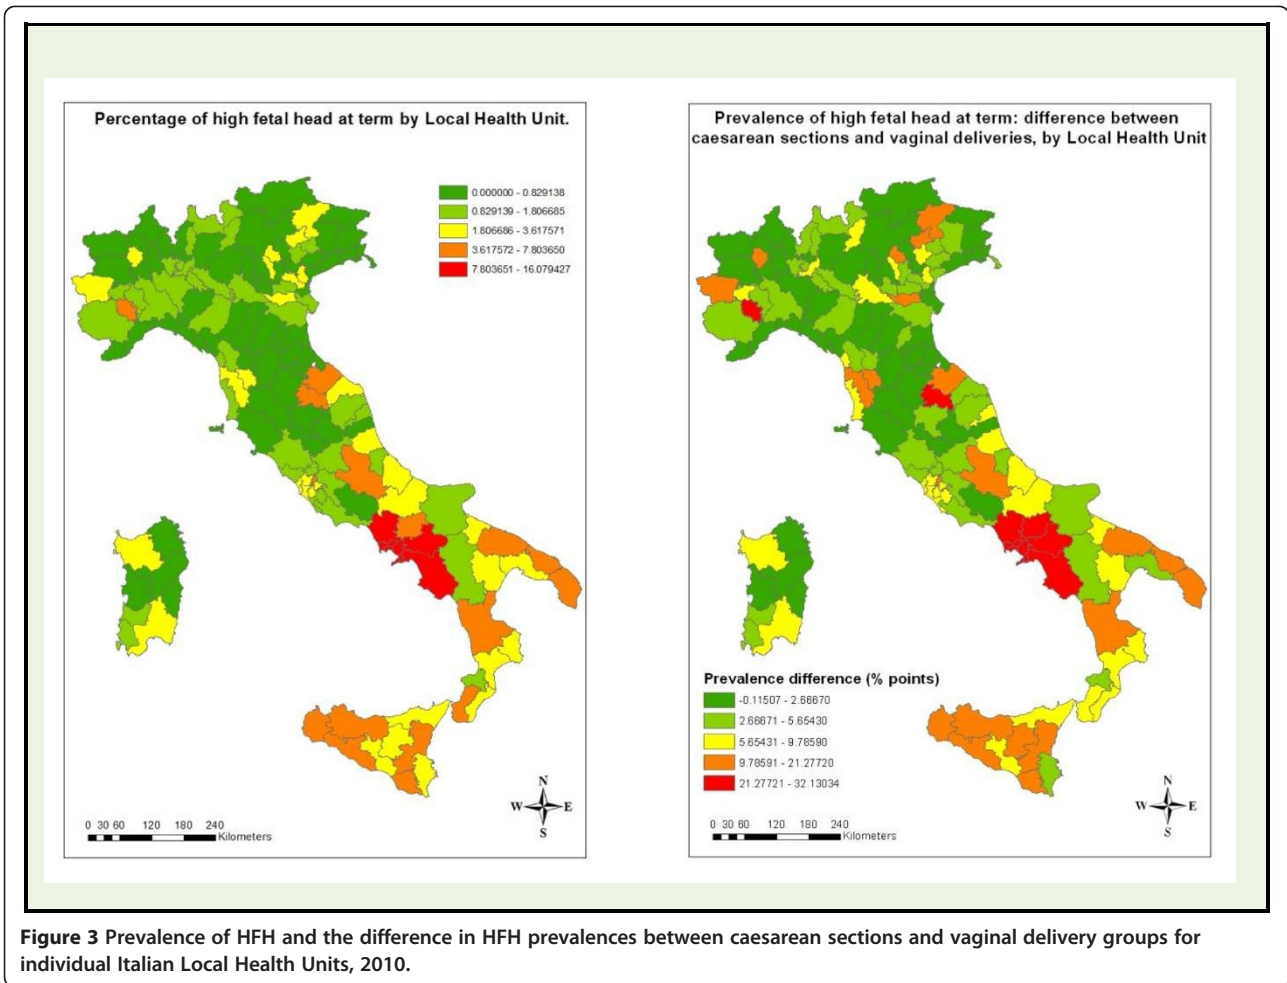 Percentage of high fetal head at term by Local Health Unit.
0.000000 - 0.829138
0.829139 - 1.806685
1.806686 - 3.617571
3.617572 - 7.803650
7.803651 - 16.079427
N
W E
S
0 30 60 120 180 240
Kilometers
Prevalence of high fetal head at term: difference between
caesarean sections and vaginal deliveries, by Local Health Unit
Prevalence difference (% points)
-0.11507 - 2.66670
2.66671 - 5.65430
5.65431 - 9.78590
9.78591 - 21.27720
21.27721 - 32.13034
N
W E
S
0 30 60 120 180 240
Kilometers
Figure 3 Prevalence of HFH and the difference in HFH prevalences between caesarean sections and vaginal delivery groups for
individual Italian Local Health Units, 2010.